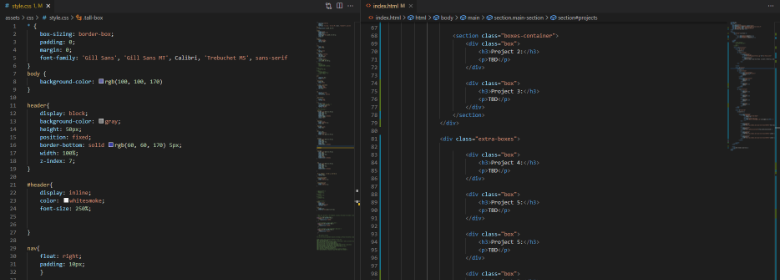 style.css 1, M
assets > css > style.css > .tall-box
1 * {
2 box-sizing: border-box;
3 padding: 0;
4 margin: 0;
5 font-family: 'Gill Sans', 'Gill Sans MT', Calibri, 'Trebuchet MS', sans-serif
6 }
7 body {
8 background-color: rgb(100, 100, 170)
9 }
10
11 header{
12 display: block;
13 background-color: gray;
14 height: 50px;
15 position: fixed;
16 border-bottom: solid rgb(80, 60, 170) 5px;
17 width: 100%;
18 z-index: 7;
19 }
20
21 #header{
22 display: inline;
23 color: whitesmoke;
24 font-size: 250%;
25
26
27 }
28
29 nav{
30 float: right;
31 padding: 10px;
32 }
index.html M
index.html > html > body > main > section.main-section > section#projects
68 <section class="boxes-container">
69 <div class="box">
70 <h3>Project 2:</h3>
71 <p>TBD</p>
72 </div>
73
74 <div class="box">
75 <h3>Project 3:</h3>
76 <p>TBD</p>
77 </div>
78 </section>
79 </div>
80
81 <div class="extra-boxes">
82
83 <div class="box">
84 <h3>Project 4:</h3>
85 <p>TBD</p>
86 </div>
87
88 <div class="box">
89 <h3>Project 5:</h3>
90 <p>TBD</p>
91 </div>
92
93 <div class="box">
94 <h3>Project 5:</h3>
95 <p>TBD</p>
96 </div>
97
98 <div class="box">